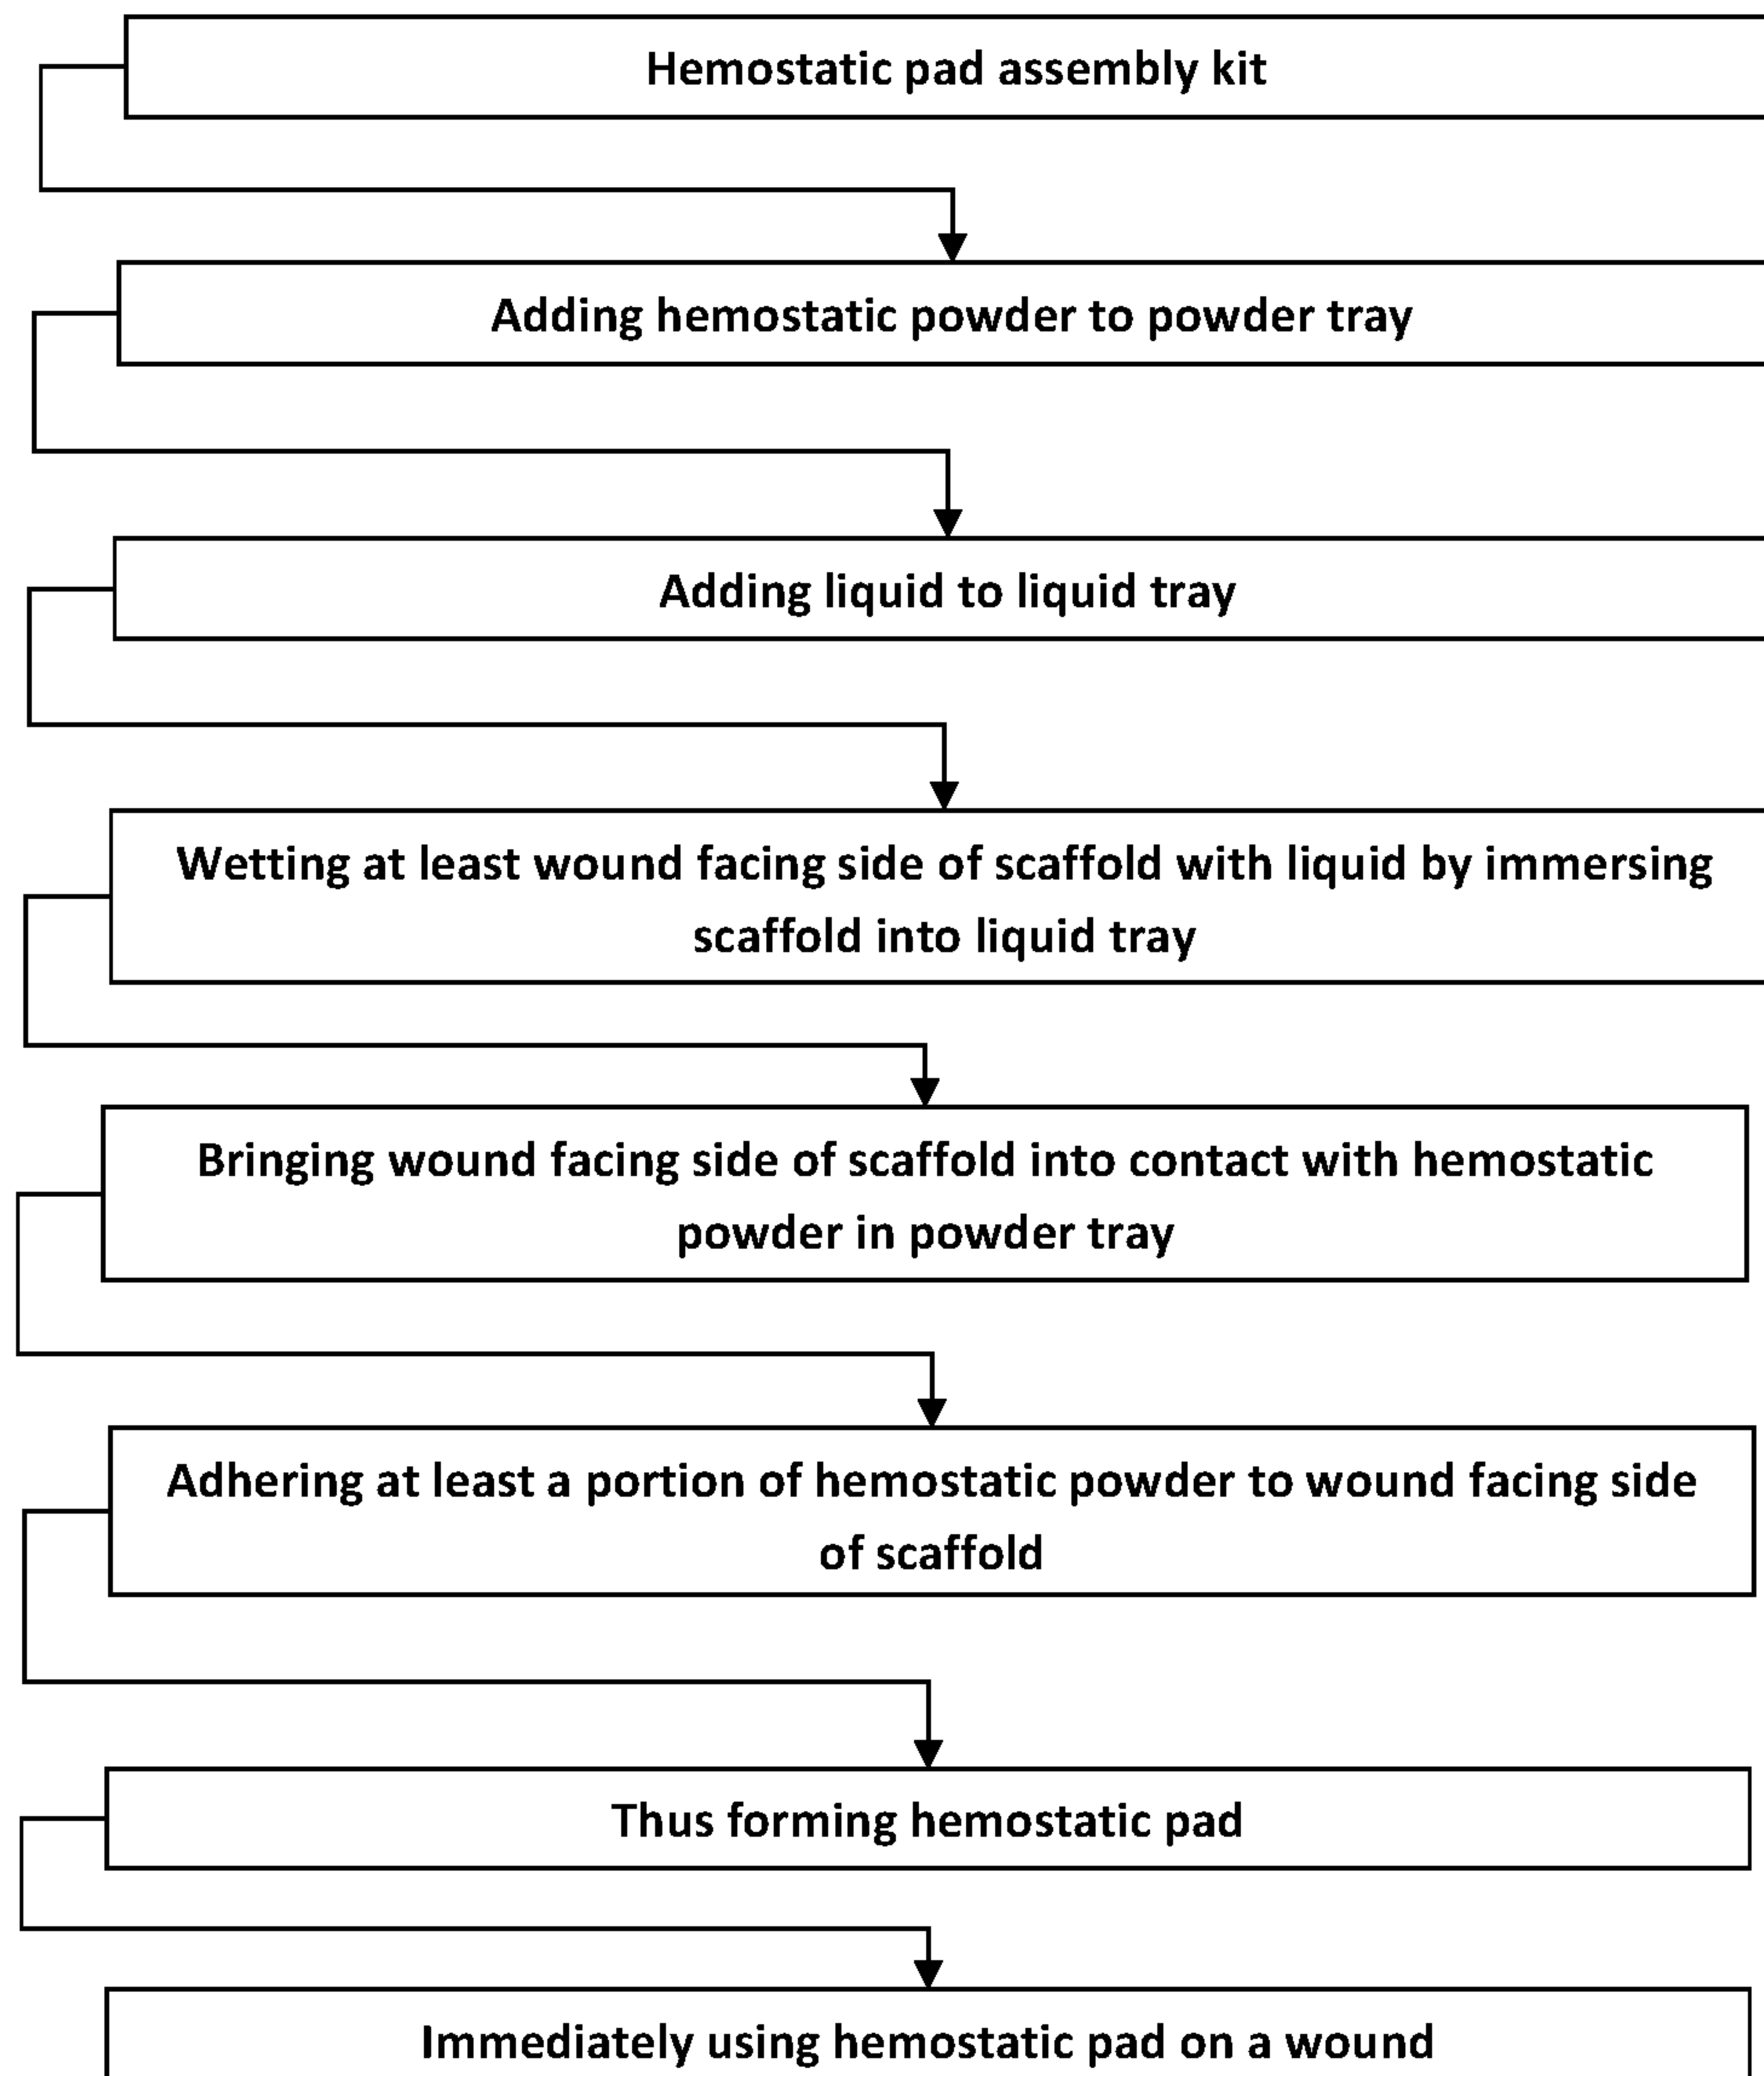 Hemostatic pad assembly kit
Adding hemostatic powder to powder tray
Adding liquid to liquid tray
Wetting at least wound facing side of scaffold with liquid by immersing
scaffold into liquid tray
Bringing wound facing side of scaffold into contact with hemostatic
powder in powder tray
Adhering at least a portion of hemostatic powder to wound facing side
of scaffold
Thus forming hemostatic pad
Immediately using hemostatic pad on a wound